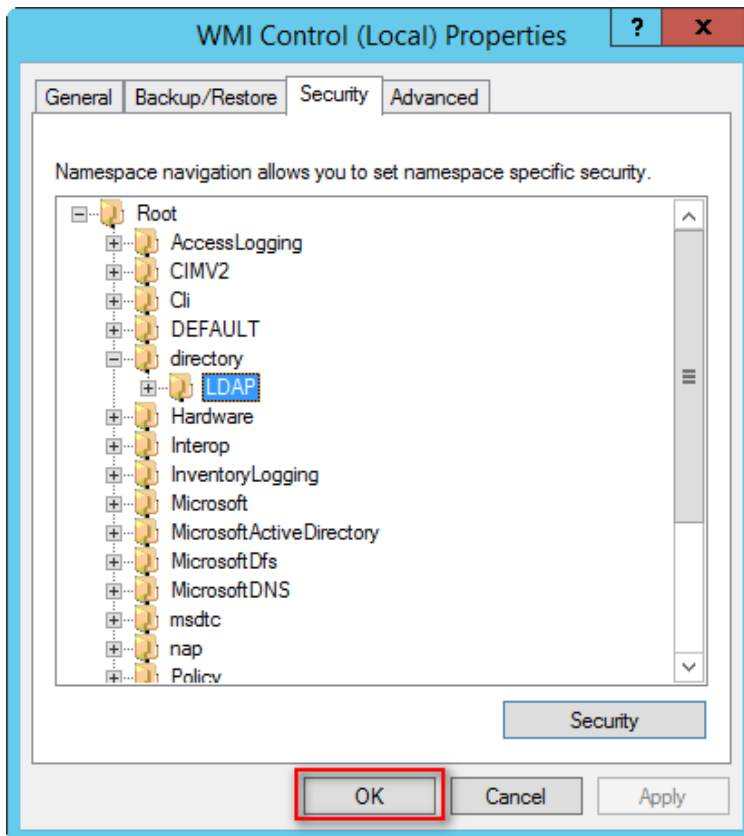 WMI Control (Local) Properties ? x
General Backup/Restore Security Advanced
Namespace navigation allows you to set namespace specific security.
Root
AccessLogging
CIMV2
Cli
DEFAULT
directory
LDAP
Hardware
Interop
InventoryLogging
Microsoft
MicrosoftActiveDirectory
MicrosoftDfs
MicrosoftDNS
msdtc
nap
Policy
Security
OK Cancel Apply